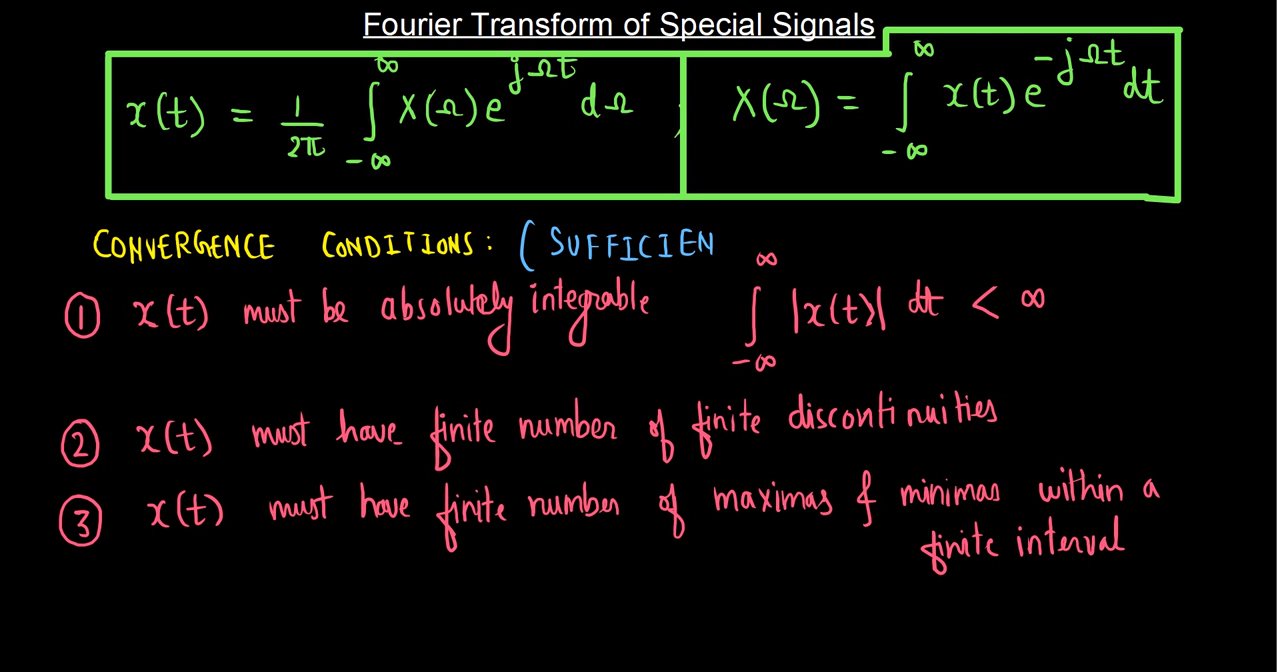 Fourier Transform of Special Signals
x(t) = 1/2π ∫_{-∞}^{∞} X(Ω) e^{jΩt} dΩ ; X(Ω) = ∫_{-∞}^{∞} x(t) e^{-jΩt} dt
CONVERGENCE CONDITIONS: (SUFFICIEN
① x(t) must be absolutely integrable ∫_{-∞}^{∞} |x(t)| dt < ∞
② x(t) must have finite number of finite discontinuities
③ x(t) must have finite number of maximas & minimas within a
finite interval